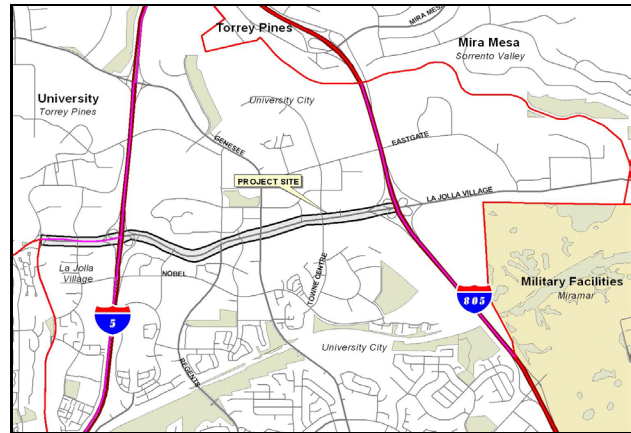 MIRA MESA
Torrey Pines
Mira Mesa
Sorrento Valley
University
Torrey Pines
University City
GENESEE
EASTGATE
PROJECT SITE
LA JOLLA VILLAGE
La Jolla
Village
NOBEL
TOWNE CENTRE
Military Facilities
Miramar
805
5
University City
REGENTS